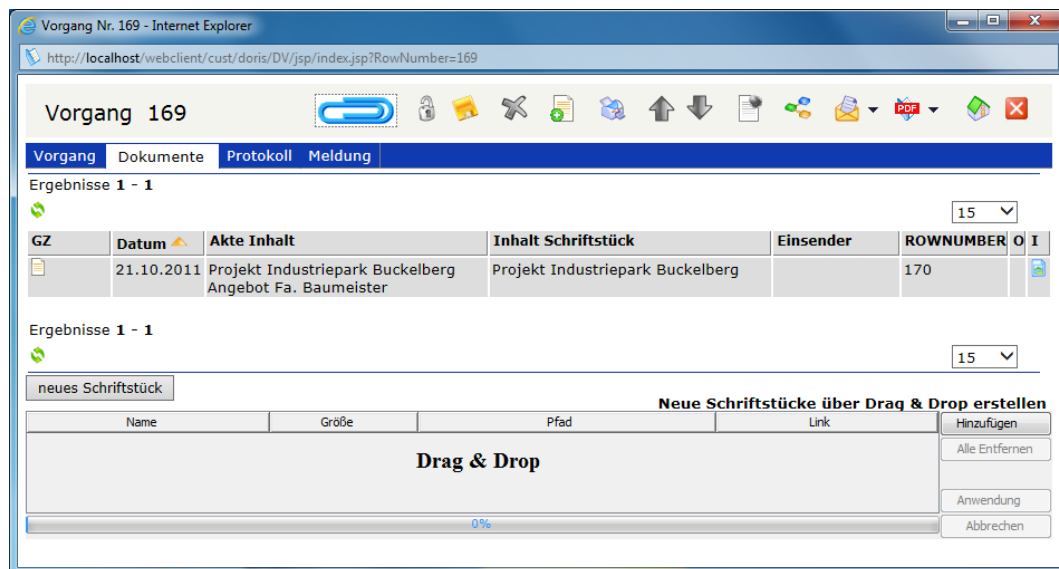 Vorgang Nr. 169 - Internet Explorer
http://localhost/webclient/cust/doris/DV/jsp/index.jsp?RowNumber=169
Vorgang 169
PDF
Vorgang Dokumente Protokoll Meldung
Ergebnisse 1 - 1
15
GZ Datum Akte Inhalt Inhalt Schriftstück Einsender ROWNUMBER O I
21.10.2011 Projekt Industriepark Buckelberg Projekt Industriepark Buckelberg 170
Angebot Fa. Baumeister
Ergebnisse 1 - 1
15
neues Schriftstück
Neue Schriftstücke über Drag & Drop erstellen
Name Größe Pfad Link Hinzufügen
Alle Entfernen
Drag & Drop
Anwendung
0% Abbrechen